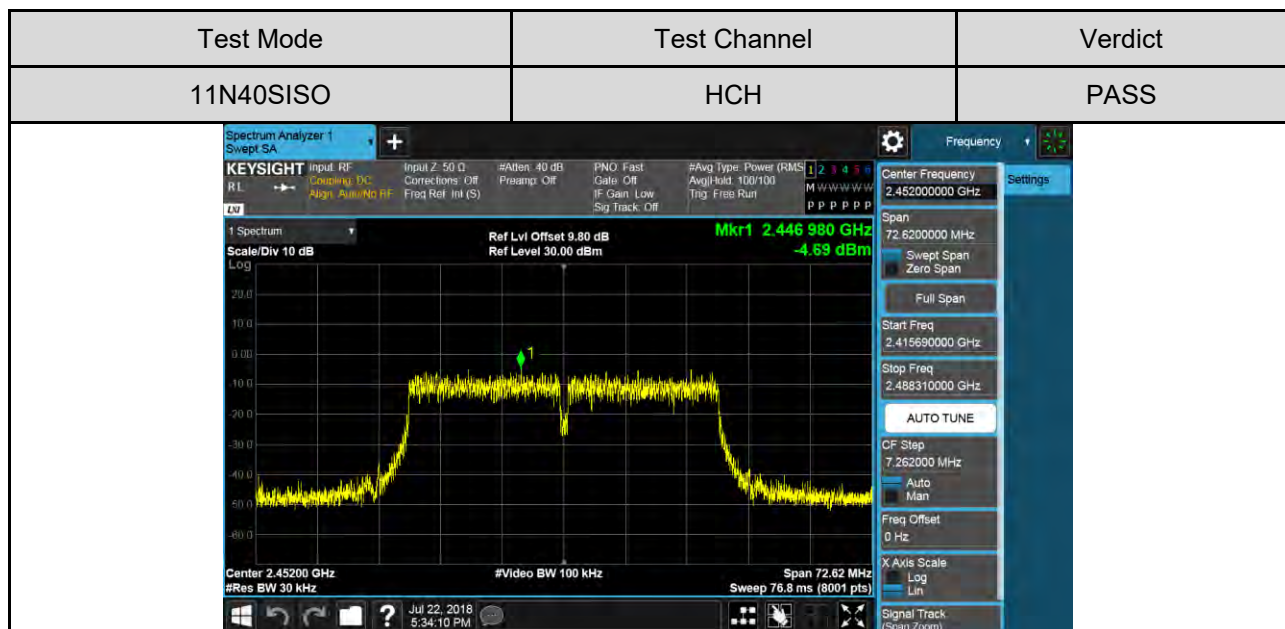 Test Mode Test Channel Verdict
11N40SISO HCH PASS
Spectrum Analyzer 1
Swept SA
+
Frequency
KEYSIGHT Input: RF Input Z: 50 Ω #Atten: 40 dB PNO: Fast #Avg Type: Power (RMS 1 2 3 4 5 6
RL Coupling: DC Corrections: Off Preamp: Off Gate: Off Avg|Hold: 100/100 M W W W W W
Align: Auto/No RF Freq Ref: Int (S) IF Gain: Low Trig: Free Run P P P P P P
LXI Sig Track: Off
1 Spectrum
Scale/Div 10 dB
Ref Lvl Offset 9.80 dB
Ref Level 30.00 dBm
Mkr1 2.446 980 GHz
-4.69 dBm
Log
20.0
10.0
0.00
-10.0
-20.0
-30.0
-40.0
-50.0
-60.0
1
Center 2.45200 GHz #Video BW 100 kHz Span 72.62 MHz
#Res BW 30 kHz Sweep 76.8 ms (8001 pts)
?
Jul 22, 2018
5:34:10 PM
Center Frequency
2.452000000 GHz
Settings
Span
72.6200000 MHz
Swept Span
Zero Span
Full Span
Start Freq
2.415690000 GHz
Stop Freq
2.488310000 GHz
AUTO TUNE
CF Step
7.262000 MHz
Auto
Man
Freq Offset
0 Hz
X Axis Scale
Log
Lin
Signal Track
(Span Zoom)